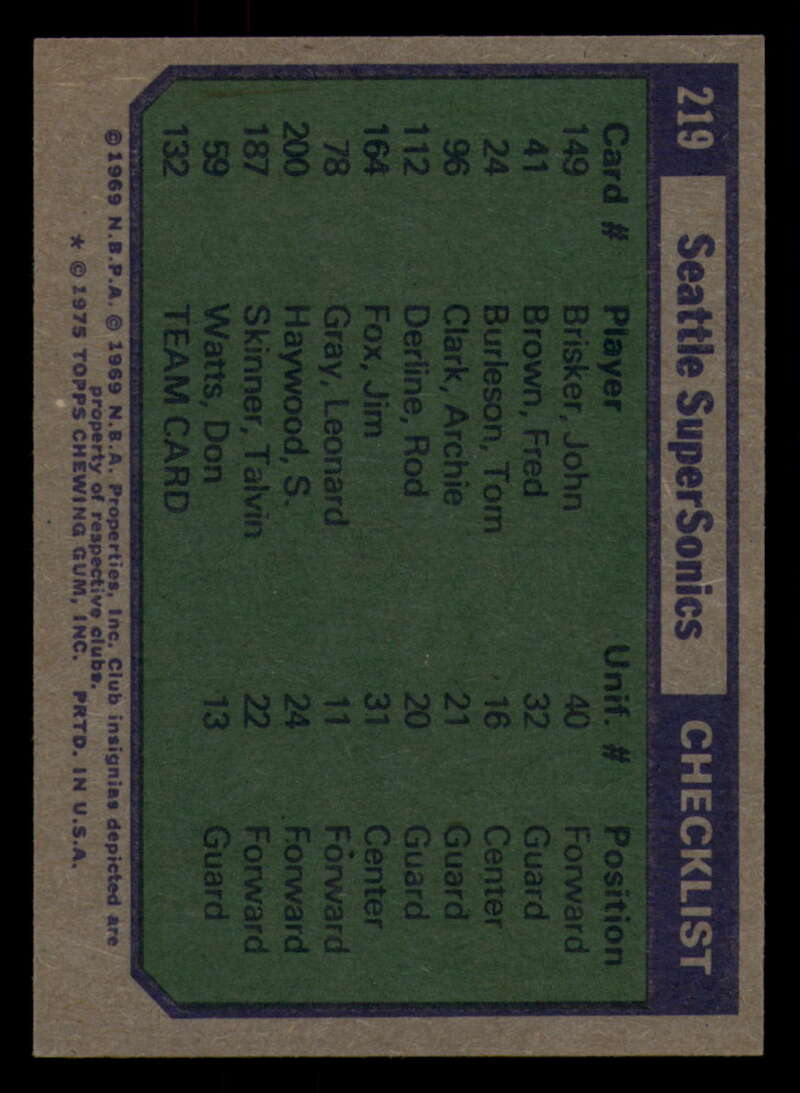 219 Seattle SuperSonics CHECKLIST
Card # Player Unif. # Position
149 Brisker, John 40 Forward
41 Brown, Fred 32 Guard
24 Burleson, Tom 16 Center
96 Clark, Archie 21 Guard
112 Derline, Rod 20 Guard
164 Fox, Jim 31 Center
78 Gray, Leonard 11 Forward
200 Haywood, S. 24 Forward
187 Skinner, Talvin 22 Forward
59 Watts, Don 13 Guard
132 TEAM CARD
©1969 N.B.P.A. © 1969 N.B.A. Properties, Inc. Club insignias depicted are
property of respective clubs.
* © 1975 TOPPS CHEWING GUM, INC. PRTD. IN U.S.A.